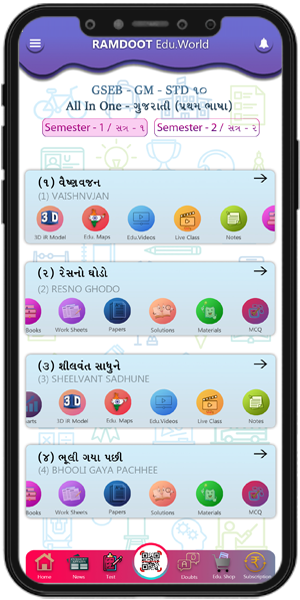 RAMDOOT Edu.World
GSEB - GM - STD ૧૦
All In One - ગુજરાતી (પ્રથમ ભાષા)
Semester - 1 / સત્ર - ૧ Semester - 2 / સત્ર - ૨
(૧) વૈષ્ણવજન
(1) VAISHNVJAN
3D
3D iR Model Edu. Maps Edu.Videos Live Class Notes
(૨) રેસનો ઘોડો
(2) RESNO GHODO
Books Work Sheets Papers Solutions Materials MCQ
(૩) શીલવંત સાધુને
(3) SHEELVANT SADHUNE
3D
arts 3D iR Model Edu. Maps Edu.Videos Live Class Notes
(૪) ભૂલી ગયા પછી
(4) BHOOLI GAYA PACHHEE
Books Work Sheets Papers Solutions Materials MCQ
Home News Test Doubts Edu. Shop Subscription